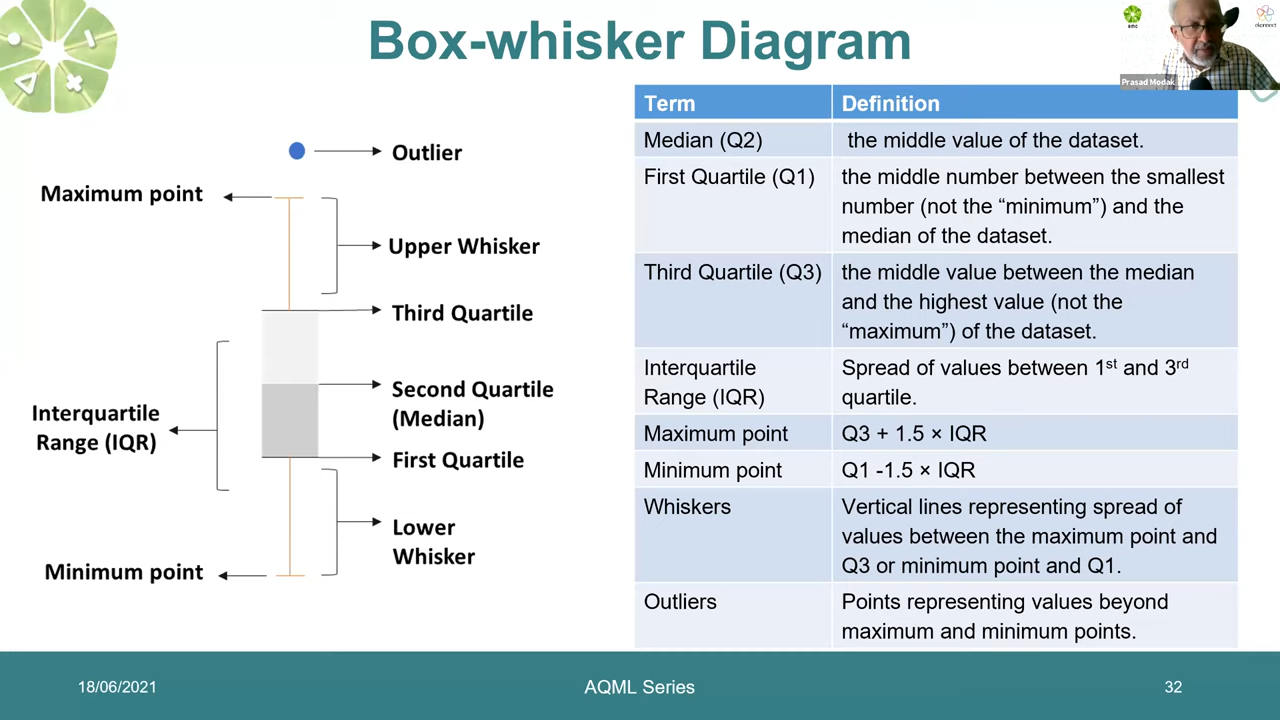 Box-whisker Diagram
emc
ekonnect
Prasad Modak
Outlier
Maximum point
Upper Whisker
Third Quartile
Second Quartile
(Median)
Interquartile
Range (IQR)
First Quartile
Lower
Whisker
Minimum point
Term Definition
Median (Q2) the middle value of the dataset.
First Quartile (Q1) the middle number between the smallest
number (not the “minimum”) and the
median of the dataset.
Third Quartile (Q3) the middle value between the median
and the highest value (not the
“maximum”) of the dataset.
Interquartile Spread of values between 1st and 3rd
Range (IQR) quartile.
Maximum point Q3 + 1.5 × IQR
Minimum point Q1 -1.5 × IQR
Whiskers Vertical lines representing spread of
values between the maximum point and
Q3 or minimum point and Q1.
Outliers Points representing values beyond
maximum and minimum points.
18/06/2021 AQML Series 32